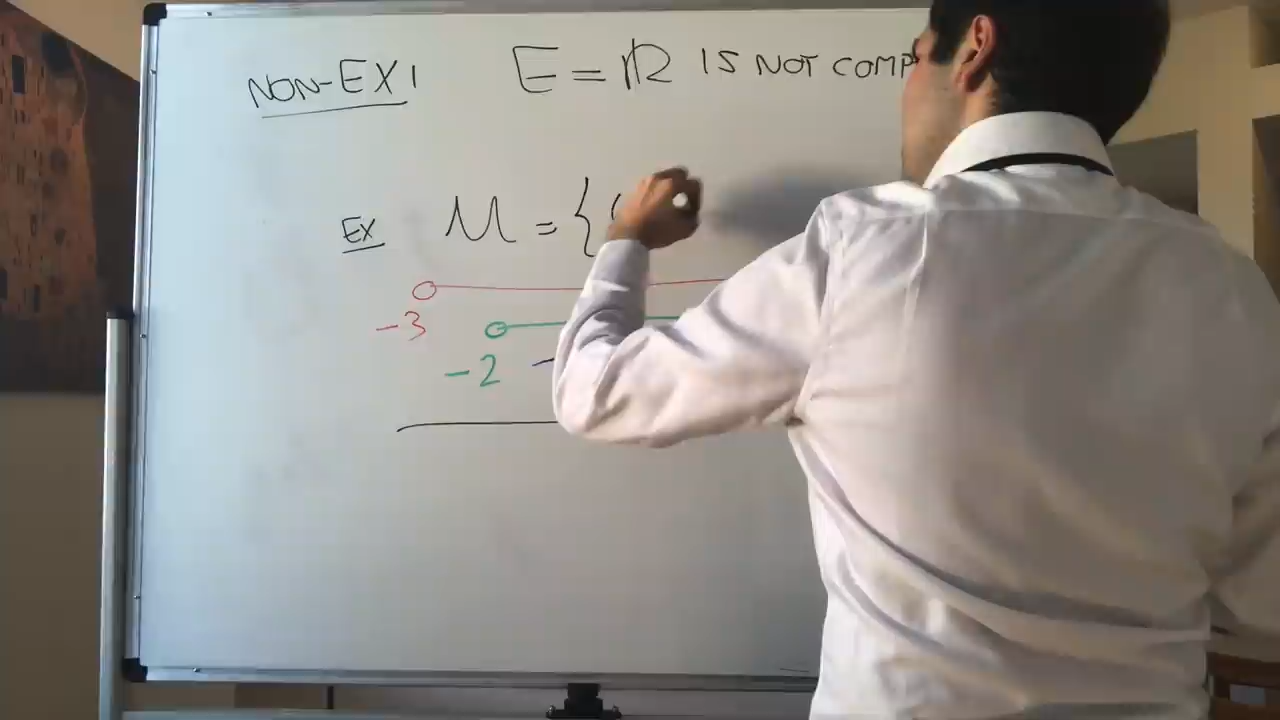 NON-EX1 E = ℝ IS NOT COMP
EX M = {(
-3
-2